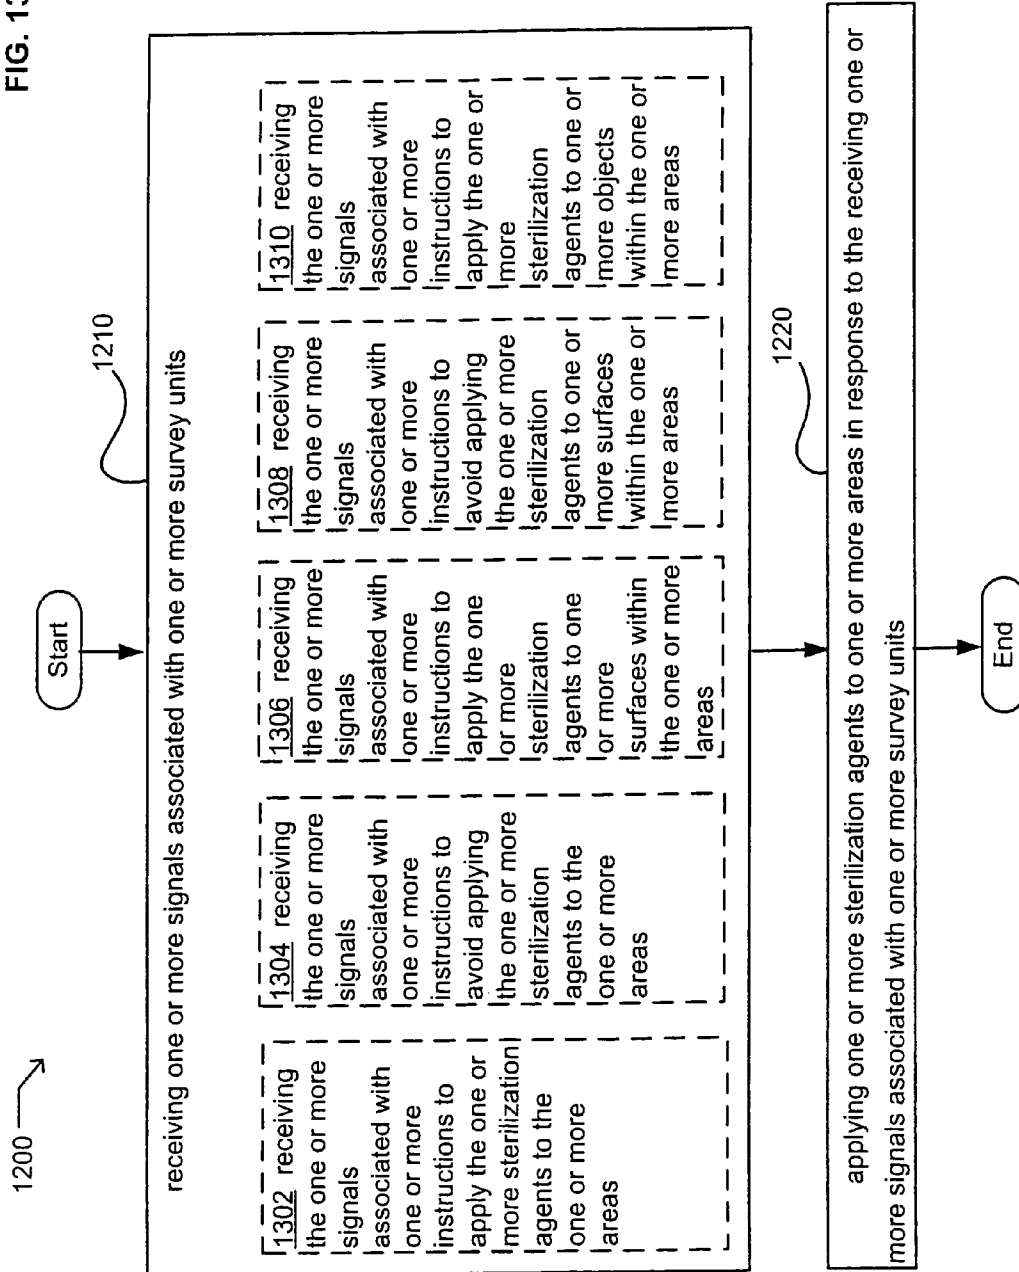 FIG. 13
1200
Start
1210
receiving one or more signals associated with one or more survey units
1302 receiving
the one or more
signals
associated with
one or more
instructions to
apply the one or
more sterilization
agents to the
one or more
areas
1304 receiving
the one or more
signals
associated with
one or more
instructions to
avoid applying
the one or more
sterilization
agents to the
one or more
areas
1306 receiving
the one or more
signals
associated with
one or more
instructions to
apply the one
or more
sterilization
agents to one
or more
surfaces within
the one or more
areas
1308 receiving
the one or more
signals
associated with
one or more
instructions to
avoid applying
the one or more
sterilization
agents to one or
more surfaces
within the one or
more areas
1310 receiving
the one or more
signals
associated with
one or more
instructions to
apply the one or
more
sterilization
agents to one or
more objects
within the one or
more areas
1220
applying one or more sterilization agents to one or more areas in response to the receiving one or
more signals associated with one or more survey units
End